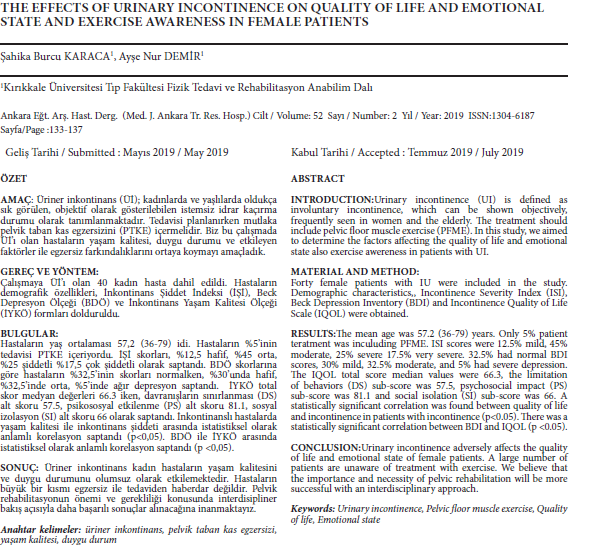 THE EFFECTS OF URINARY INCONTINENCE ON QUALITY OF LIFE AND EMOTIONAL
STATE AND EXERCISE AWARENESS IN FEMALE PATIENTS
Şahika Burcu KARACA¹, Ayşe Nur DEMİR¹
¹Kırıkkale Üniversitesi Tıp Fakültesi Fizik Tedavi ve Rehabilitasyon Anabilim Dalı
Ankara Eğt. Arş. Hast. Derg. (Med. J. Ankara Tr. Res. Hosp.) Cilt / Volume: 52 Sayı / Number: 2 Yıl / Year: 2019 ISSN:1304-6187
Sayfa/Page :133-137
Geliş Tarihi / Submitted : Mayıs 2019 / May 2019
Kabul Tarihi / Accepted : Temmuz 2019 / July 2019
ÖZET
AMAÇ: Üriner inkontinans (Üİ); kadınlarda ve yaşlılarda oldukça
sık görülen, objektif olarak gösterilebilen istemsiz idrar kaçırma
durumu olarak tanımlanmaktadır. Tedavisi planlanırken mutlaka
pelvik taban kas egzersizini (PTKE) içermelidir. Biz bu çalışmada
Üİ'ı olan hastaların yaşam kalitesi, duygu durumu ve etkileyen
faktörler ile egzersiz farkındalıklarını ortaya koymayı amaçladık.
GEREÇ VE YÖNTEM:
Çalışmaya Üİ'ı olan 40 kadın hasta dahil edildi. Hastaların
demografik özellikleri, İnkontinans Şiddet İndeksi (İŞİ), Beck
Depresyon Ölçeği (BDÖ) ve İnkontinans Yaşam Kalitesi Ölçeği
(İYKÖ) formları dolduruldu.
BULGULAR:
Hastaların yaş ortalaması 57,2 (36-79) idi. Hastaların %5'inin
tedavisi PTKE içeriyordu. İŞİ skorları, %12,5 hafif, %45 orta,
%25 şiddetli %17,5 çok şiddetli olarak saptandı. BDÖ skorlarına
göre hastaların %32,5'inin skorları normalken, %30'unda hafif,
%32,5'inde orta, %5'inde ağır depresyon saptandı. İYKÖ total
skor medyan değerleri 66.3 iken, davranışların sınırlanması (DS)
alt skoru 57.5, psikososyal etkilenme (PS) alt skoru 81.1, sosyal
izolasyon (SI) alt skoru 66 olarak saptandı. İnkontinanslı hastalarda
yaşam kalitesi ile inkontinans şiddeti arasında istatistiksel olarak
anlamlı korelasyon saptandı (p<0,05). BDÖ ile İYKÖ arasında
istatistiksel olarak anlamlı korelasyon saptandı (p <0,05).
SONUÇ: Üriner inkontinans kadın hastaların yaşam kalitesini
ve duygu durumunu olumsuz olarak etkilemektedir. Hastaların
büyük bir kısmı egzersiz ile tedaviden haberdar değildir. Pelvik
rehabilitasyonun önemi ve gerekliliği konusunda interdisipliner
bakış açısıyla daha başarılı sonuçlar alınacağına inanmaktayız.
Anahtar kelimeler: üriner inkontinans, pelvik taban kas egzersizi,
yaşam kalitesi, duygu durum
ABSTRACT
INTRODUCTION:Urinary incontinence (UI) is defined as
involuntary incontinence, which can be shown objectively,
frequently seen in women and the elderly. The treatment should
include pelvic floor muscle exercise (PFME). In this study, we aimed
to determine the factors affecting the quality of life and emotional
state also exercise awereness in patients with UI.
MATERIAL AND METHOD:
Forty female patients with IU were included in the study.
Demographic characteristics,, Incontinence Severity Index (ISI),
Beck Depression Inventory (BDI) and Incontinence Quality of Life
Scale (IQOL) were obtained.
RESULTS:The mean age was 57.2 (36-79) years. Only 5% patient
teratment was inculuding PFME. ISI scores were 12.5% mild, 45%
moderate, 25% severe 17.5% very severe. 32.5% had normal BDI
scores, 30% mild, 32.5% moderate, and 5% had severe depression.
The IQOL total score median values were 66.3, the limitation
of behaviors (DS) sub-score was 57.5, psychosocial impact (PS)
sub-score was 81.1 and social isolation (SI) sub-score was 66. A
statistically significant correlation was found between quality of life
and incontinence in patients with incontinence (p<0.05). There was a
statistically significant correlation between BDI and IQOL (p <0.05).
CONCLUSION:Urinary incontinence adversely affects the quality
of life and emotional state of female patients. A large number of
patients are unaware of treatment with exercise. We believe that
the importance and necessity of pelvic rehabilitation will be more
successful with an interdisciplinary approach.
Keywords: Urinary incontinence, Pelvic floor muscle exercise, Quality
of life, Emotional state